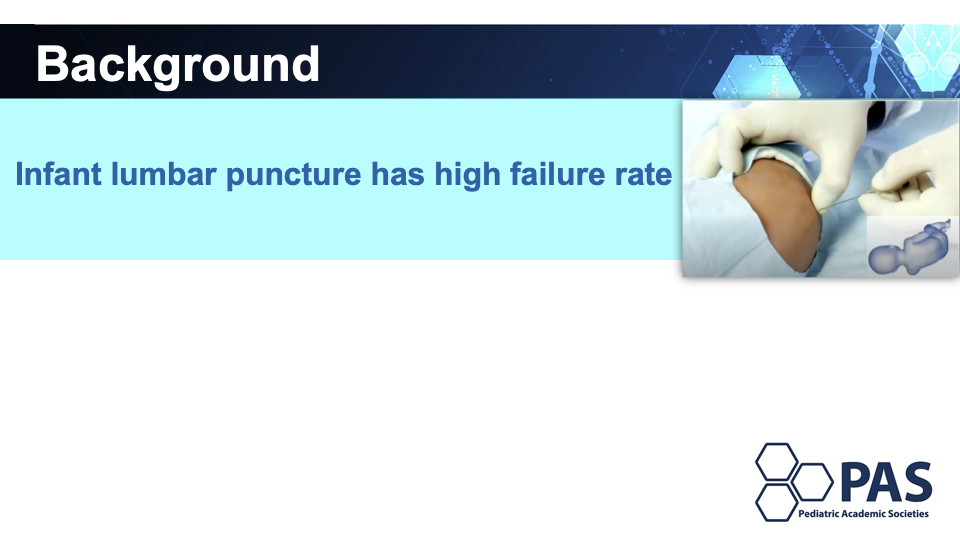 Background
Infant lumbar puncture has high failure rate
PAS
Pediatric Academic Societies